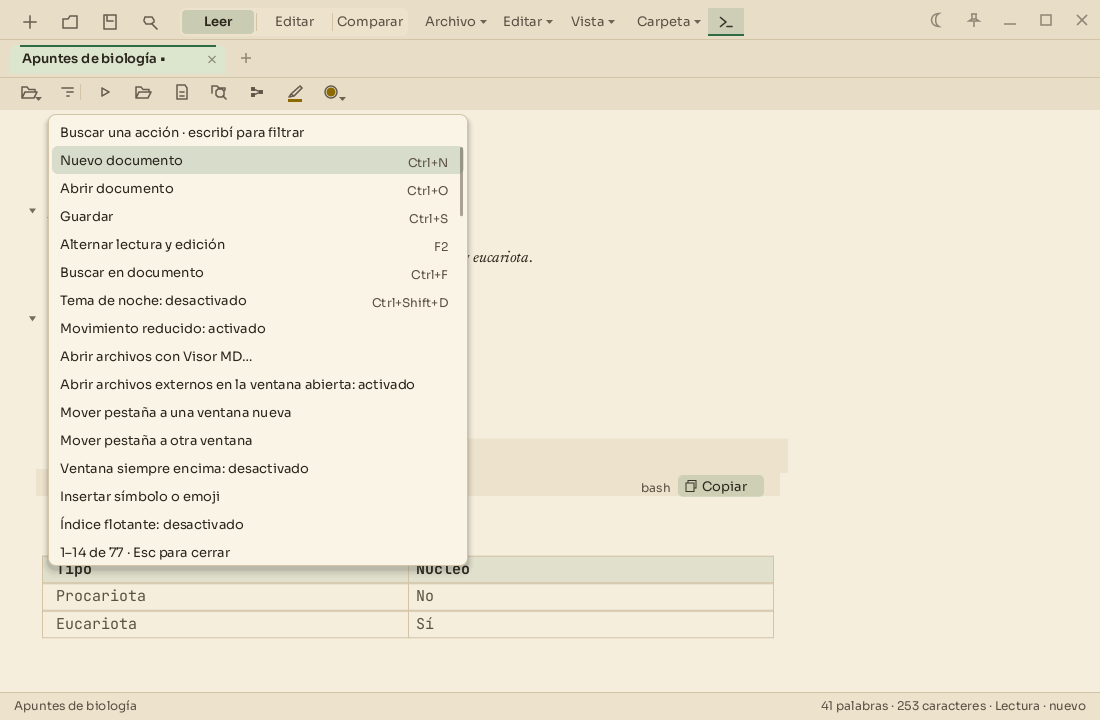 Leer Editar Comparar Archivo Editar Vista Carpeta
Apuntes de biología •
Buscar una acción · escribí para filtrar
Nuevo documento Ctrl+N
Abrir documento Ctrl+O
Guardar Ctrl+S
Alternar lectura y edición F2
y eucariota.
Buscar en documento Ctrl+F
Tema de noche: desactivado Ctrl+Shift+D
Movimiento reducido: activado
Abrir archivos con Visor MD...
Abrir archivos externos en la ventana abierta: activado
Mover pestaña a una ventana nueva
Mover pestaña a otra ventana
Ventana siempre encima: desactivado
bash Copiar
Insertar símbolo o emoji
Índice flotante: desactivado
1–14 de 77 · Esc para cerrar
Tipo Núcleo
Procariota No
Eucariota Sí
Apuntes de biología 41 palabras · 253 caracteres · Lectura · nuevo